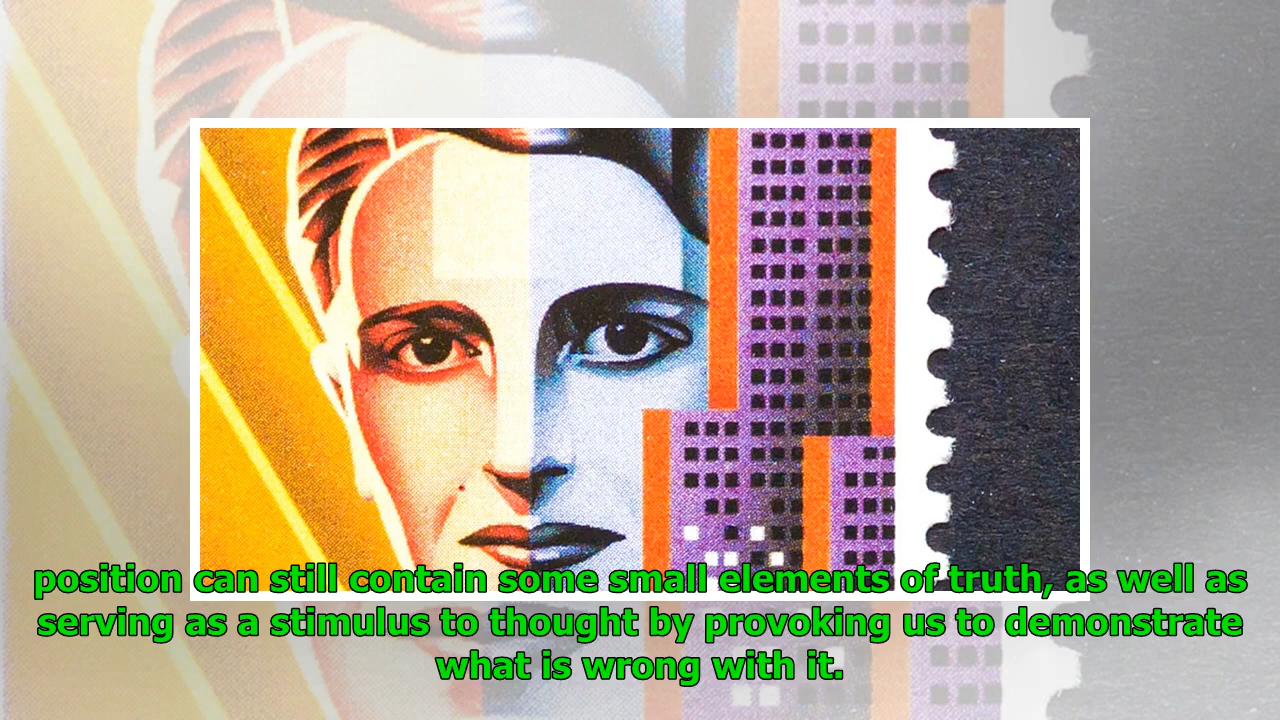 position can still contain some small elements of truth, as well as
serving as a stimulus to thought by provoking us to demonstrate
what is wrong with it.